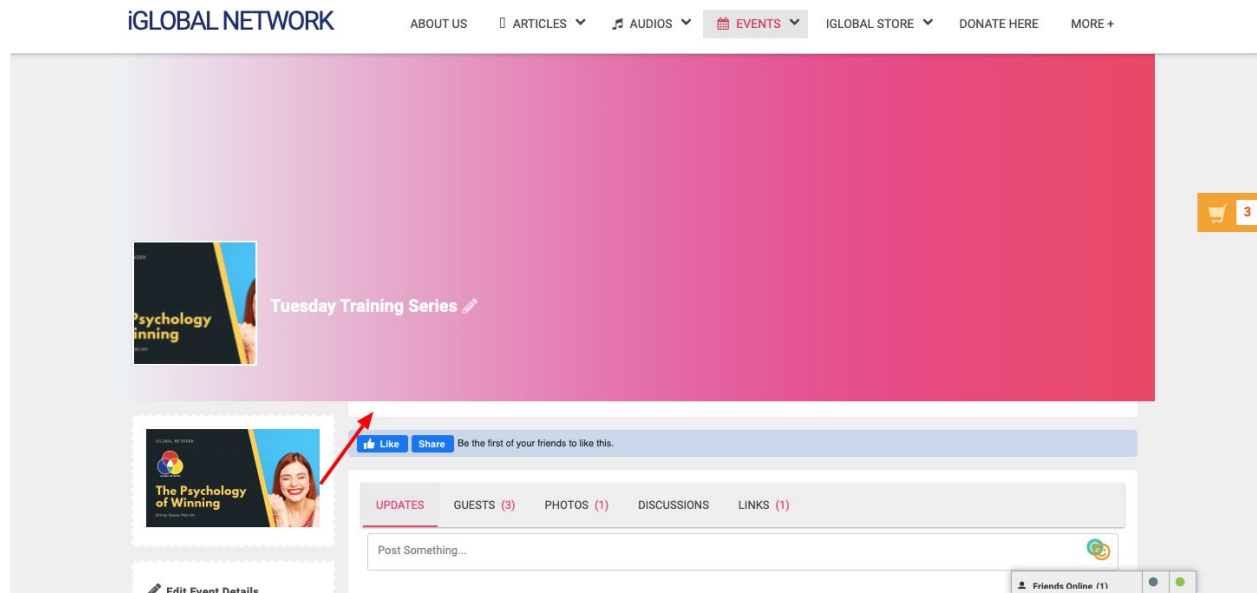 iGLOBAL NETWORK
ABOUT US ARTICLES AUDIOS EVENTS IGLOBAL STORE DONATE HERE MORE +
3
Psychology
inning
Tuesday Training Series
IGLOBAL NETWORK
The Psychology
of Winning
Like Share Be the first of your friends to like this.
UPDATES GUESTS (3) PHOTOS (1) DISCUSSIONS LINKS (1)
Post Something...
Edit Event Details
Friends Online (1)